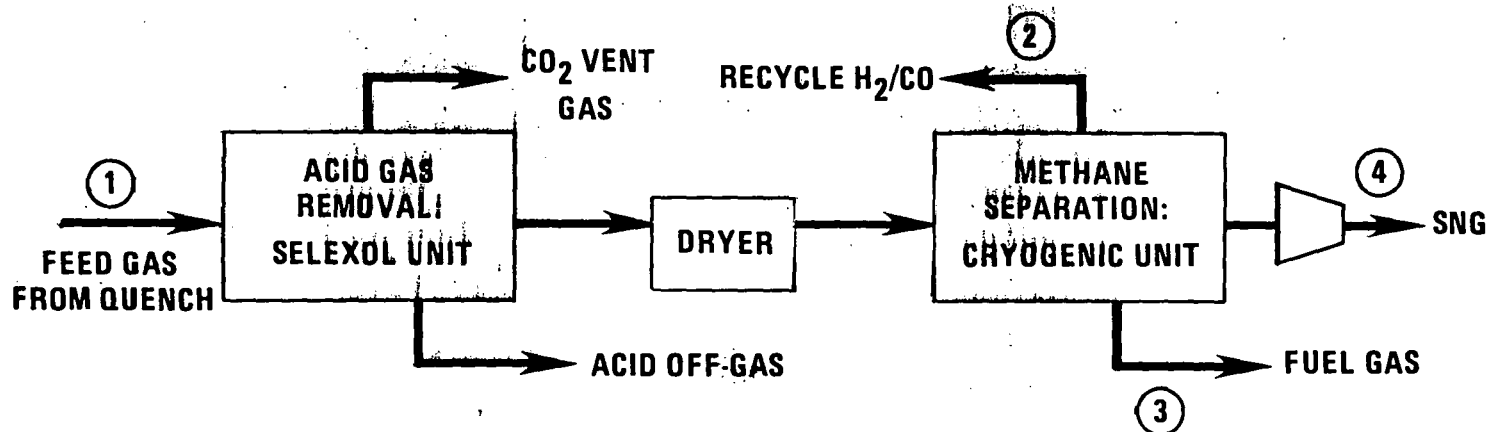 CO2 VENT
GAS
2
RECYCLE H2/CO
1
FEED GAS
FROM QUENCH
ACID GAS
REMOVAL:
SELEXOL UNIT
ACID OFF-GAS
DRYER
METHANE
SEPARATION:
CRYOGENIC UNIT
4
SNG
FUEL GAS
3